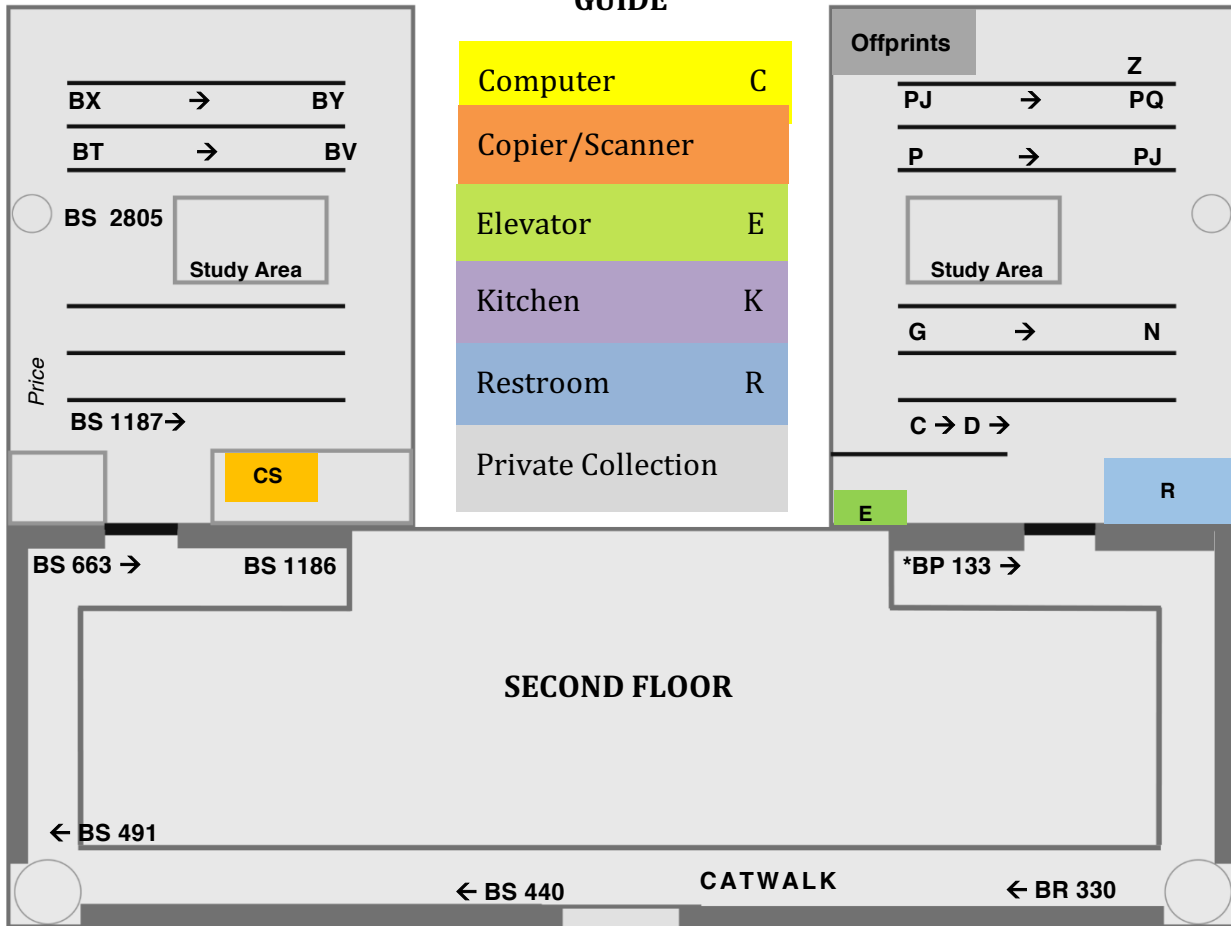 GUIDE
Computer C
Copier/Scanner
Elevator E
Kitchen K
Restroom R
Private Collection
BX → BY
BT → BV
BS 2805
Study Area
Price
BS 1187→
CS
Offprints
Z
PJ → PQ
P → PJ
Study Area
G → N
C → D →
E
R
BS 663 → BS 1186
*BP 133 →
SECOND FLOOR
← BS 491
← BS 440
CATWALK
← BR 330